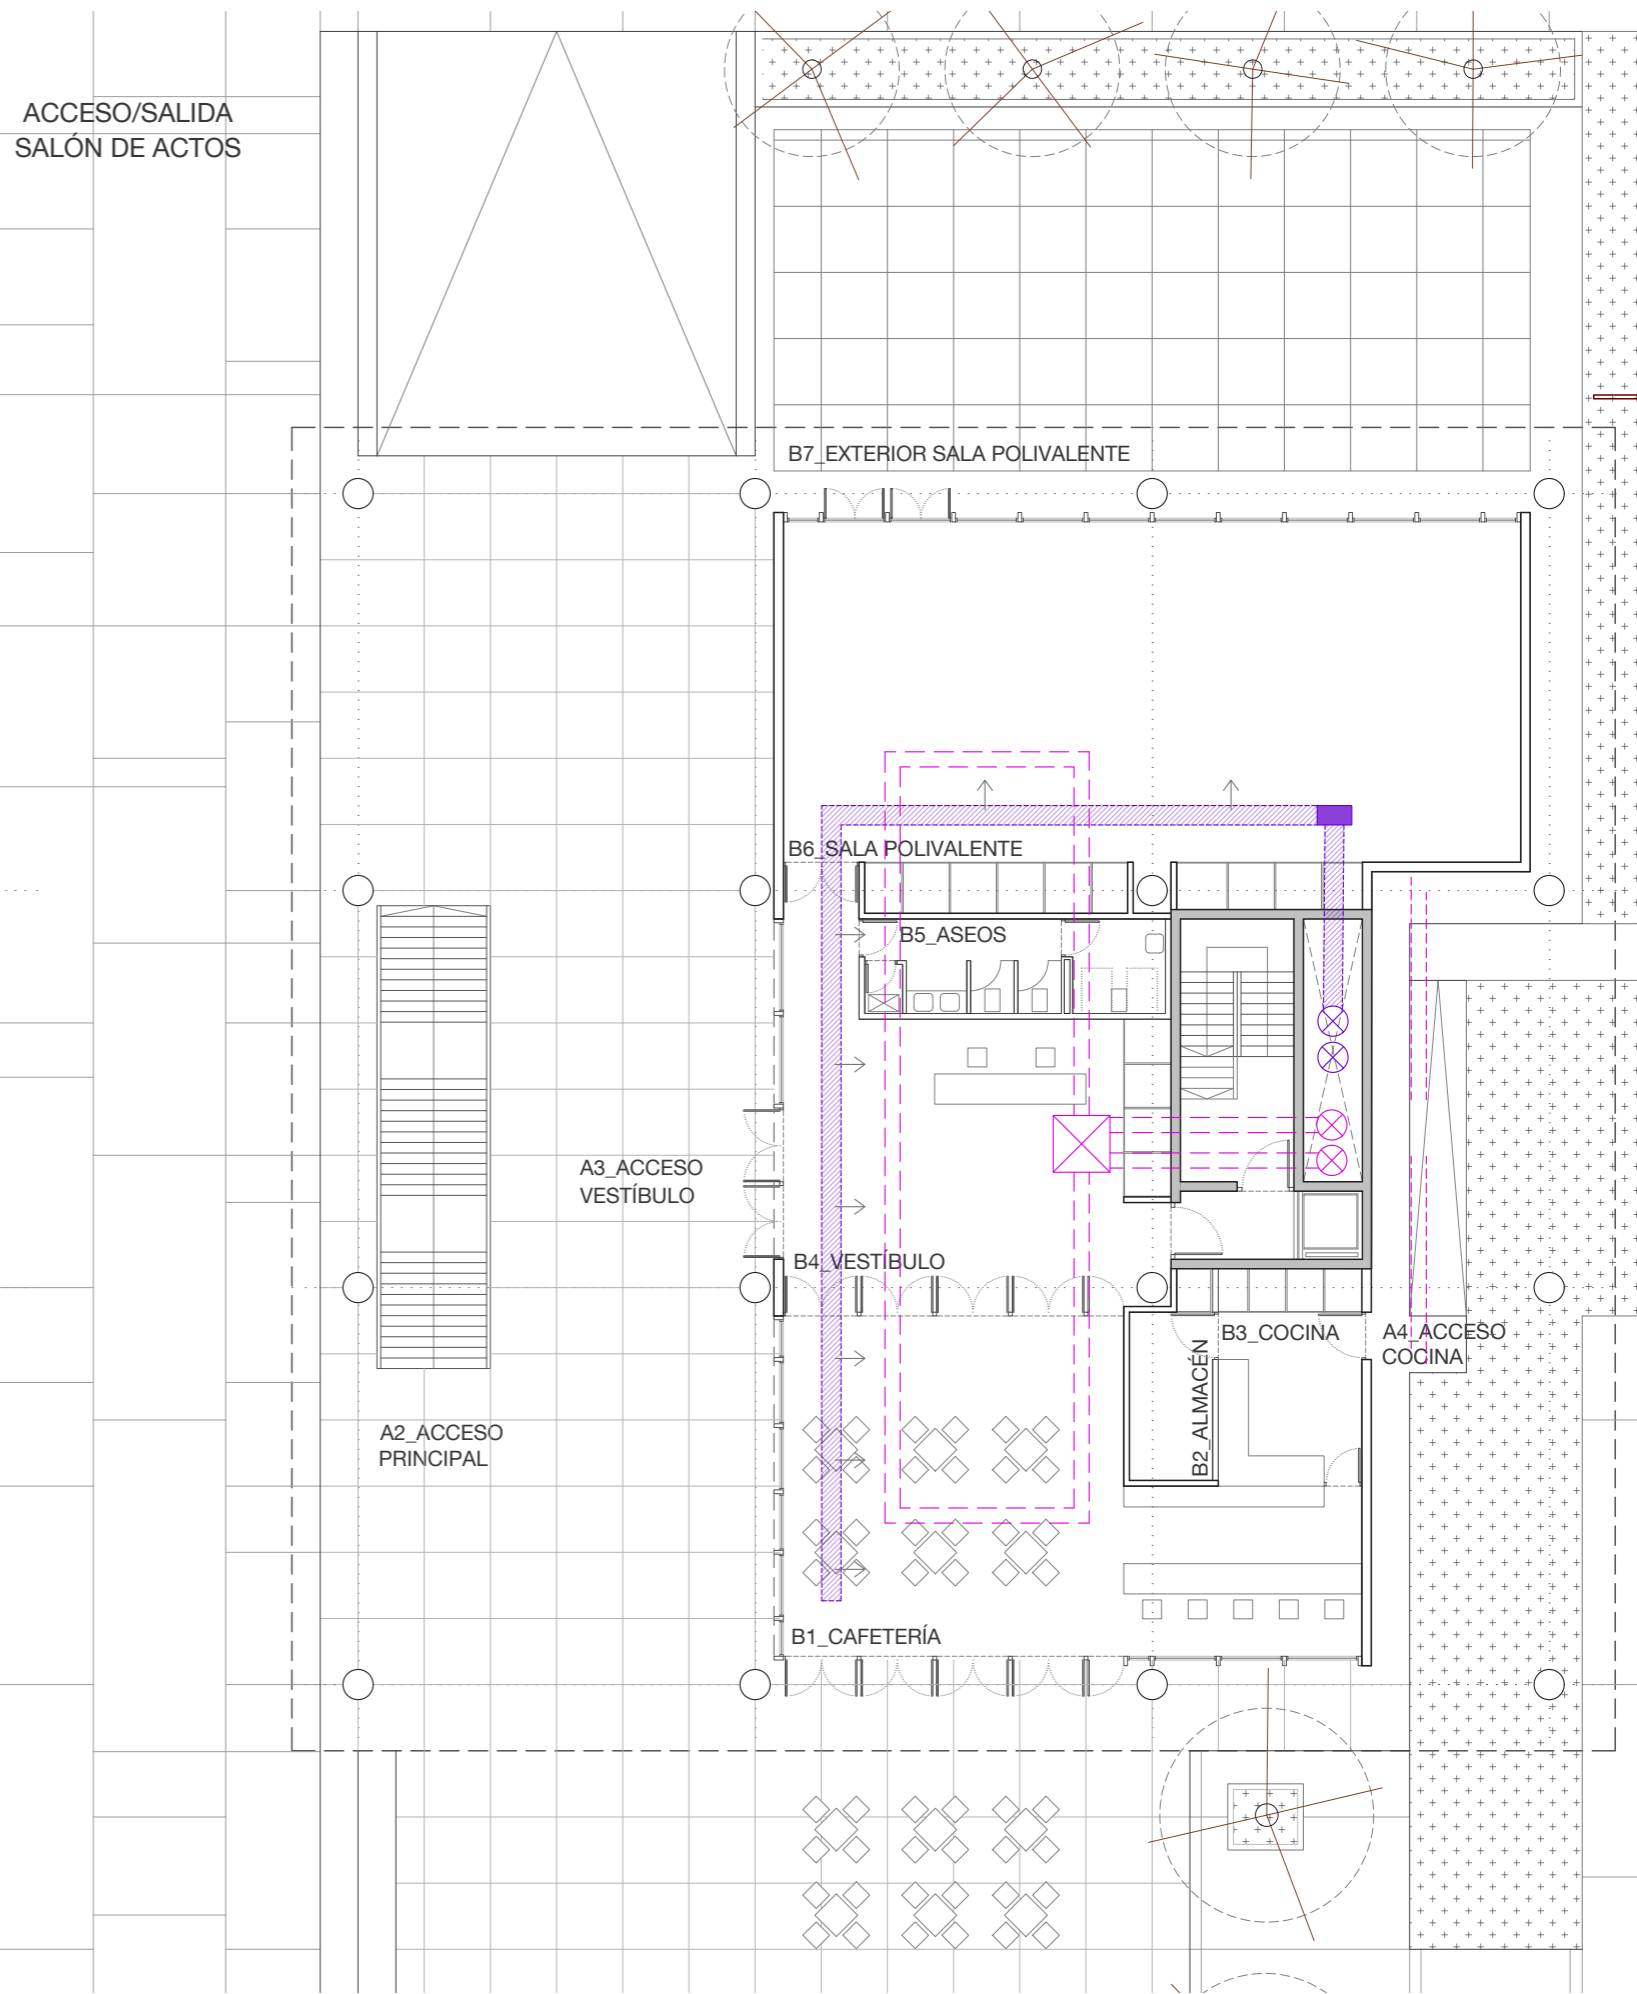 ACCESO/SALIDA
SALÓN DE ACTOS
B7_EXTERIOR SALA POLIVALENTE
B6_SALA POLIVALENTE
B5_ASEOS
A3_ACCESO
VESTÍBULO
B4_VESTÍBULO
B3_COCINA
A4_ACCESO
COCINA
B2_ALMACÉN
A2_ACCESO
PRINCIPAL
B1_CAFETERÍA